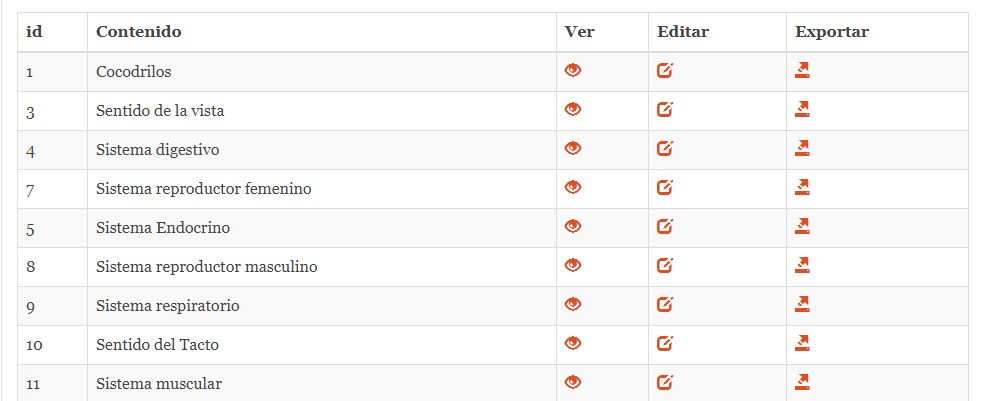 id Contenido Ver Editar Exportar
1 Cocodrilos
3 Sentido de la vista
4 Sistema digestivo
7 Sistema reproductor femenino
5 Sistema Endocrino
8 Sistema reproductor masculino
9 Sistema respiratorio
10 Sentido del Tacto
11 Sistema muscular